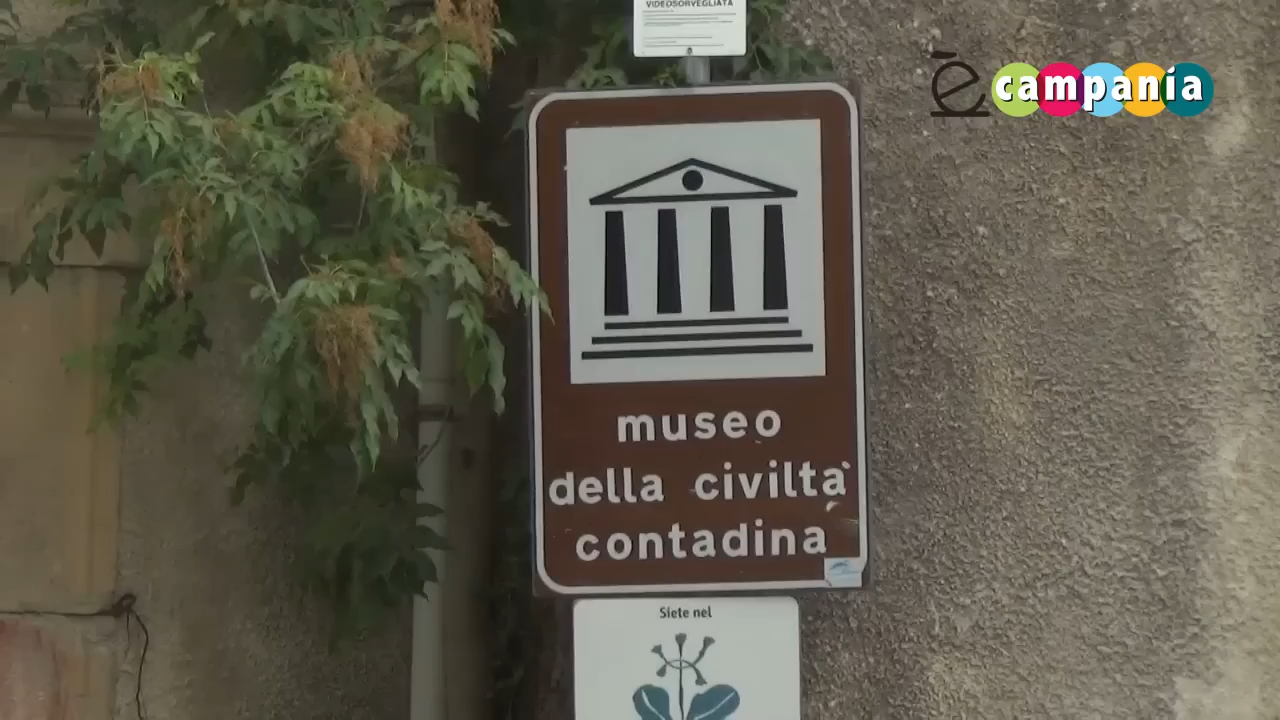 VIDEOSORVEGLIATA
è campania
museo
della civiltà
contadina
Siete nel